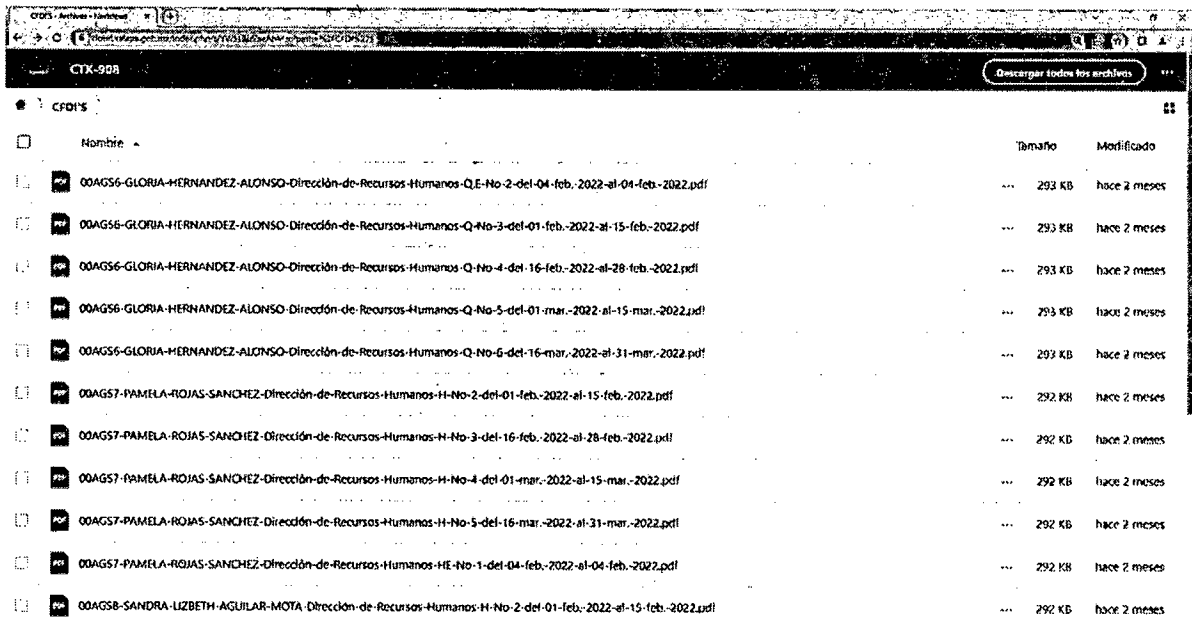 CFDI'S - Archivos - Nextcloud
CTX-908
Descargar todos los archivos
CFDI'S
Nombre
Tamaño Modificado
00AGS6-GLORIA-HERNANDEZ-ALONSO-Dirección-de-Recursos-Humanos-Q.E-No-2-del-04-feb.-2022-al-04-feb.-2022.pdf ... 293 KB hace 2 meses
00AGS6-GLORIA-HERNANDEZ-ALONSO-Dirección-de-Recursos-Humanos-Q-No-3-del-01-feb.-2022-al-15-feb.-2022.pdf ... 293 KB hace 2 meses
00AGS6-GLORIA-HERNANDEZ-ALONSO-Dirección-de-Recursos-Humanos-Q-No-4-del-16-feb.-2022-al-28-feb.-2022.pdf ... 293 KB hace 2 meses
00AGS6-GLORIA-HERNANDEZ-ALONSO-Dirección-de-Recursos-Humanos-Q-No-5-del-01-mar.-2022-al-15-mar.-2022.pdf ... 293 KB hace 2 meses
00AGS6-GLORIA-HERNANDEZ-ALONSO-Dirección-de-Recursos-Humanos-Q-No-6-del-16-mar.-2022-al-31-mar.-2022.pdf ... 293 KB hace 2 meses
00AGS7-PAMELA-ROJAS-SANCHEZ-Dirección-de-Recursos-Humanos-H-No-2-del-01-feb.-2022-al-15-feb.-2022.pdf ... 292 KB hace 2 meses
00AGS7-PAMELA-ROJAS-SANCHEZ-Dirección-de-Recursos-Humanos-H-No-3-del-16-feb.-2022-al-28-feb.-2022.pdf ... 292 KB hace 2 meses
00AGS7-PAMELA-ROJAS-SANCHEZ-Dirección-de-Recursos-Humanos-H-No-4-del-01-mar.-2022-al-15-mar.-2022.pdf ... 292 KB hace 2 meses
00AGS7-PAMELA-ROJAS-SANCHEZ-Dirección-de-Recursos-Humanos-H-No-5-del-16-mar.-2022-al-31-mar.-2022.pdf ... 292 KB hace 2 meses
00AGS7-PAMELA-ROJAS-SANCHEZ-Dirección-de-Recursos-Humanos-HE-No-1-del-04-feb.-2022-al-04-feb.-2022.pdf ... 292 KB hace 2 meses
00AGS8-SANDRA-LIZBETH-AGUILAR-MOTA-Dirección-de-Recursos-Humanos-H-No-2-del-01-feb.-2022-al-15-feb.-2022.pdf ... 292 KB hace 2 meses